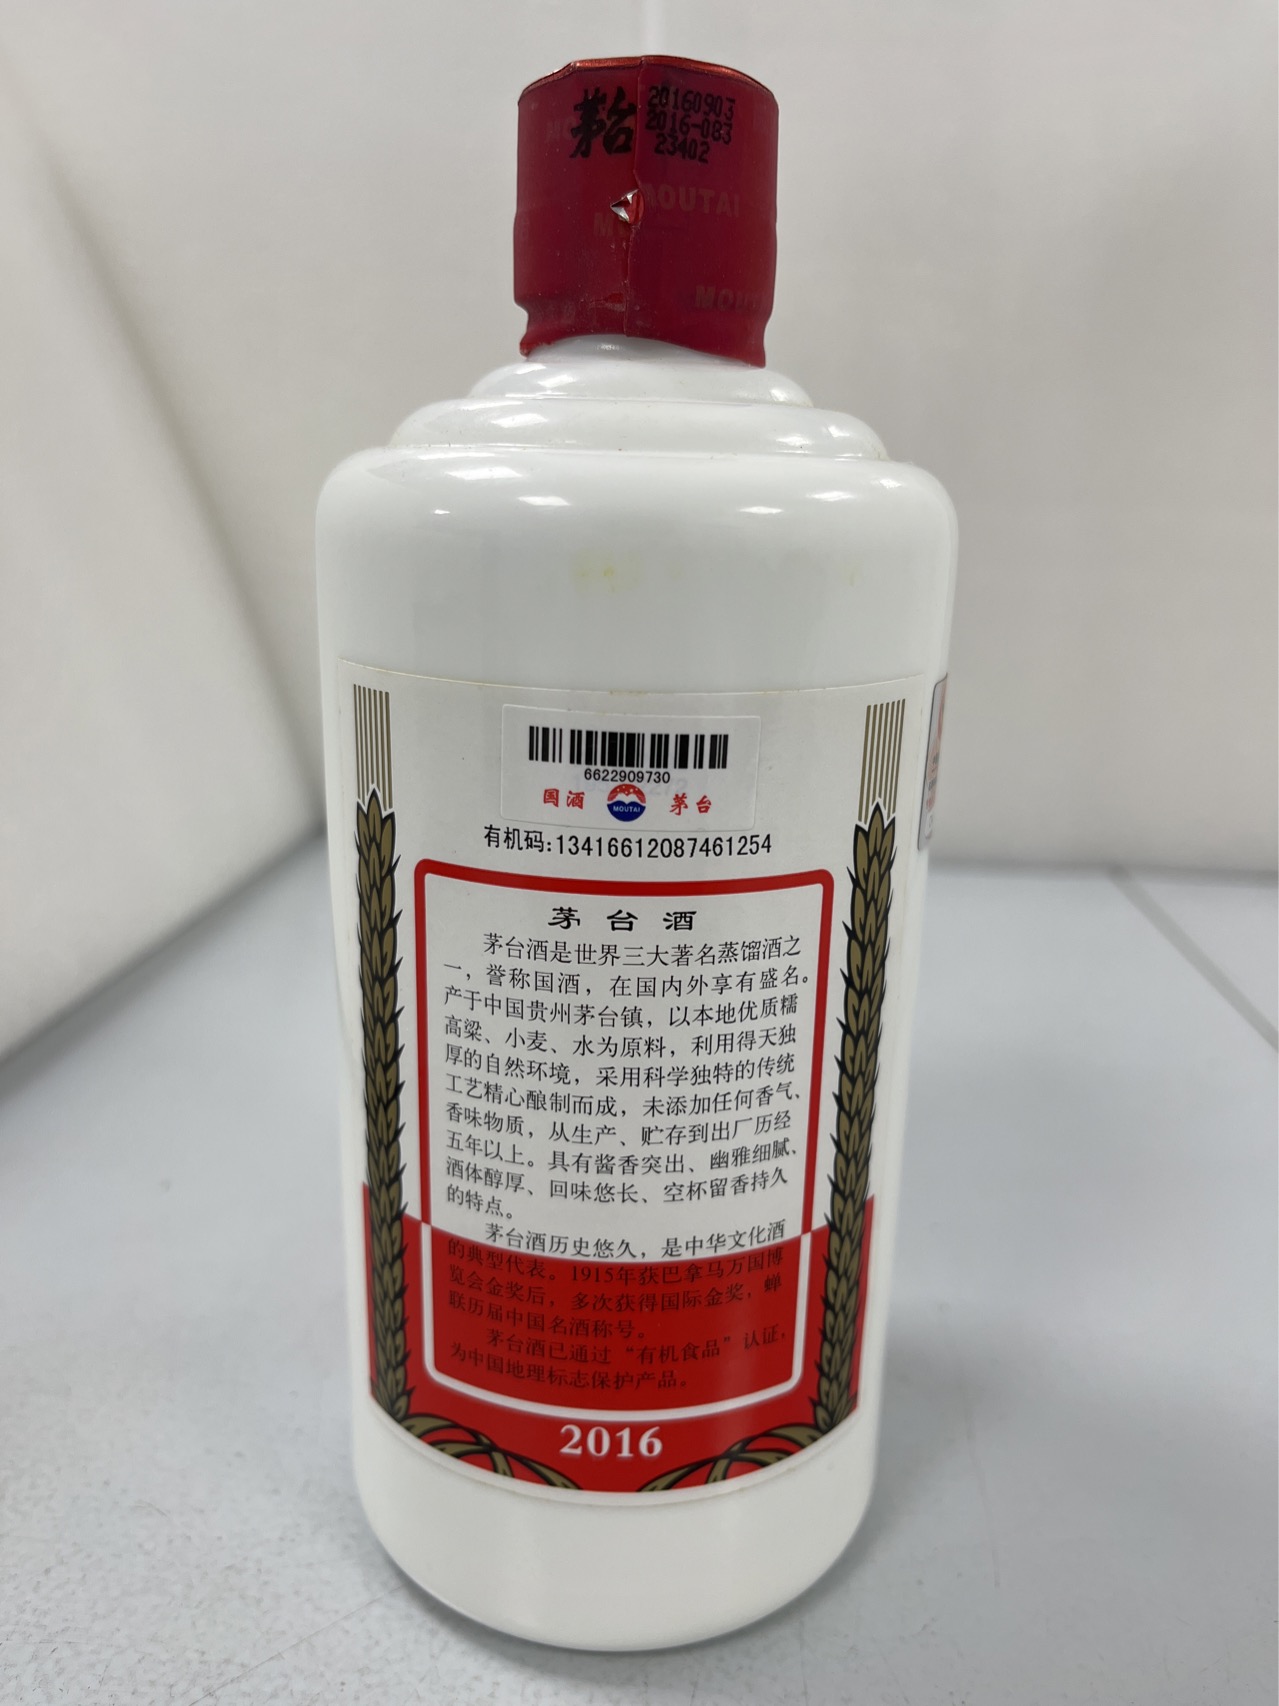 茅台
20160903
2016-083
23402
MOUTAI
MOUTAI
6622909730
国酒
MOUTAI
茅台
有机码:13416612087461254
茅台酒
茅台酒是世界三大著名蒸馏酒之
一，誉称国酒，在国内外享有盛名。
产于中国贵州茅台镇，以本地优质糯
高粱、小麦、水为原料，利用得天独
厚的自然环境，采用科学独特的传统
工艺精心酿制而成，未添加任何香气、
香味物质，从生产、贮存到出厂历经
五年以上。具有酱香突出、幽雅细腻、
酒体醇厚、回味悠长、空杯留香持久
的特点。
茅台酒历史悠久，是中华文化酒
的典型代表。1915年获巴拿马万国博
览会金奖后，多次获得国际金奖，蝉
联历届中国名酒称号。
茅台酒已通过“有机食品”认证，
为中国地理标志保护产品。
2016